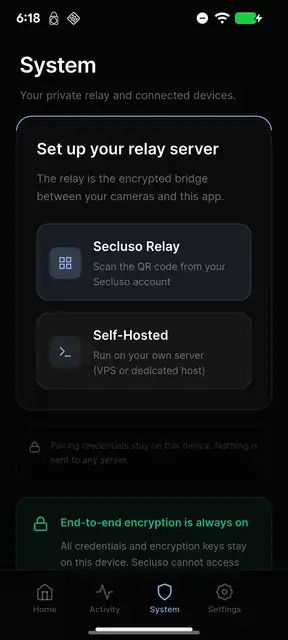 6:18
System
Your private relay and connected devices.
Set up your relay server
The relay is the encrypted bridge
between your cameras and this app.
Secluso Relay
Scan the QR code from your
Secluso account
Self-Hosted
Run on your own server
(VPS or dedicated host)
Pairing credentials stay on this device. Nothing is
sent to any server.
End-to-end encryption is always on
All credentials and encryption keys stay
on this device. Secluso cannot access
Home
Activity
System
Settings